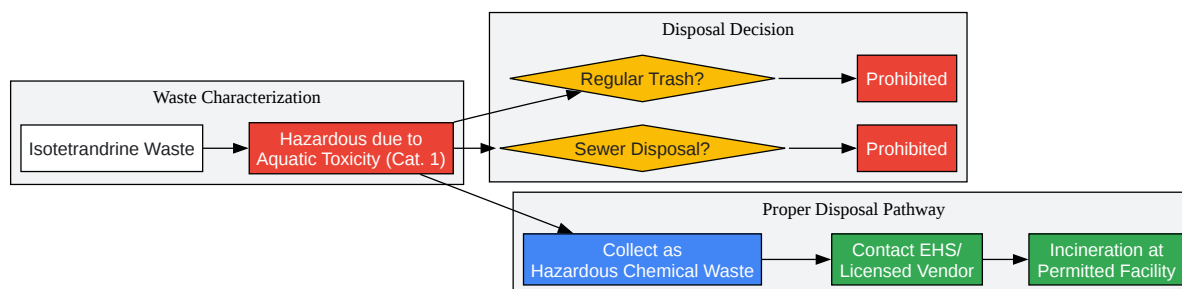 Waste Characterization
Isotetrandrine Waste
Hazardous due to
Aquatic Toxicity (Cat. 1)
Disposal Decision
Regular Trash?
Prohibited
Sewer Disposal?
Prohibited
Proper Disposal Pathway
Collect as
Hazardous Chemical Waste
Contact EHS/
Licensed Vendor
Incineration at
Permitted Facility